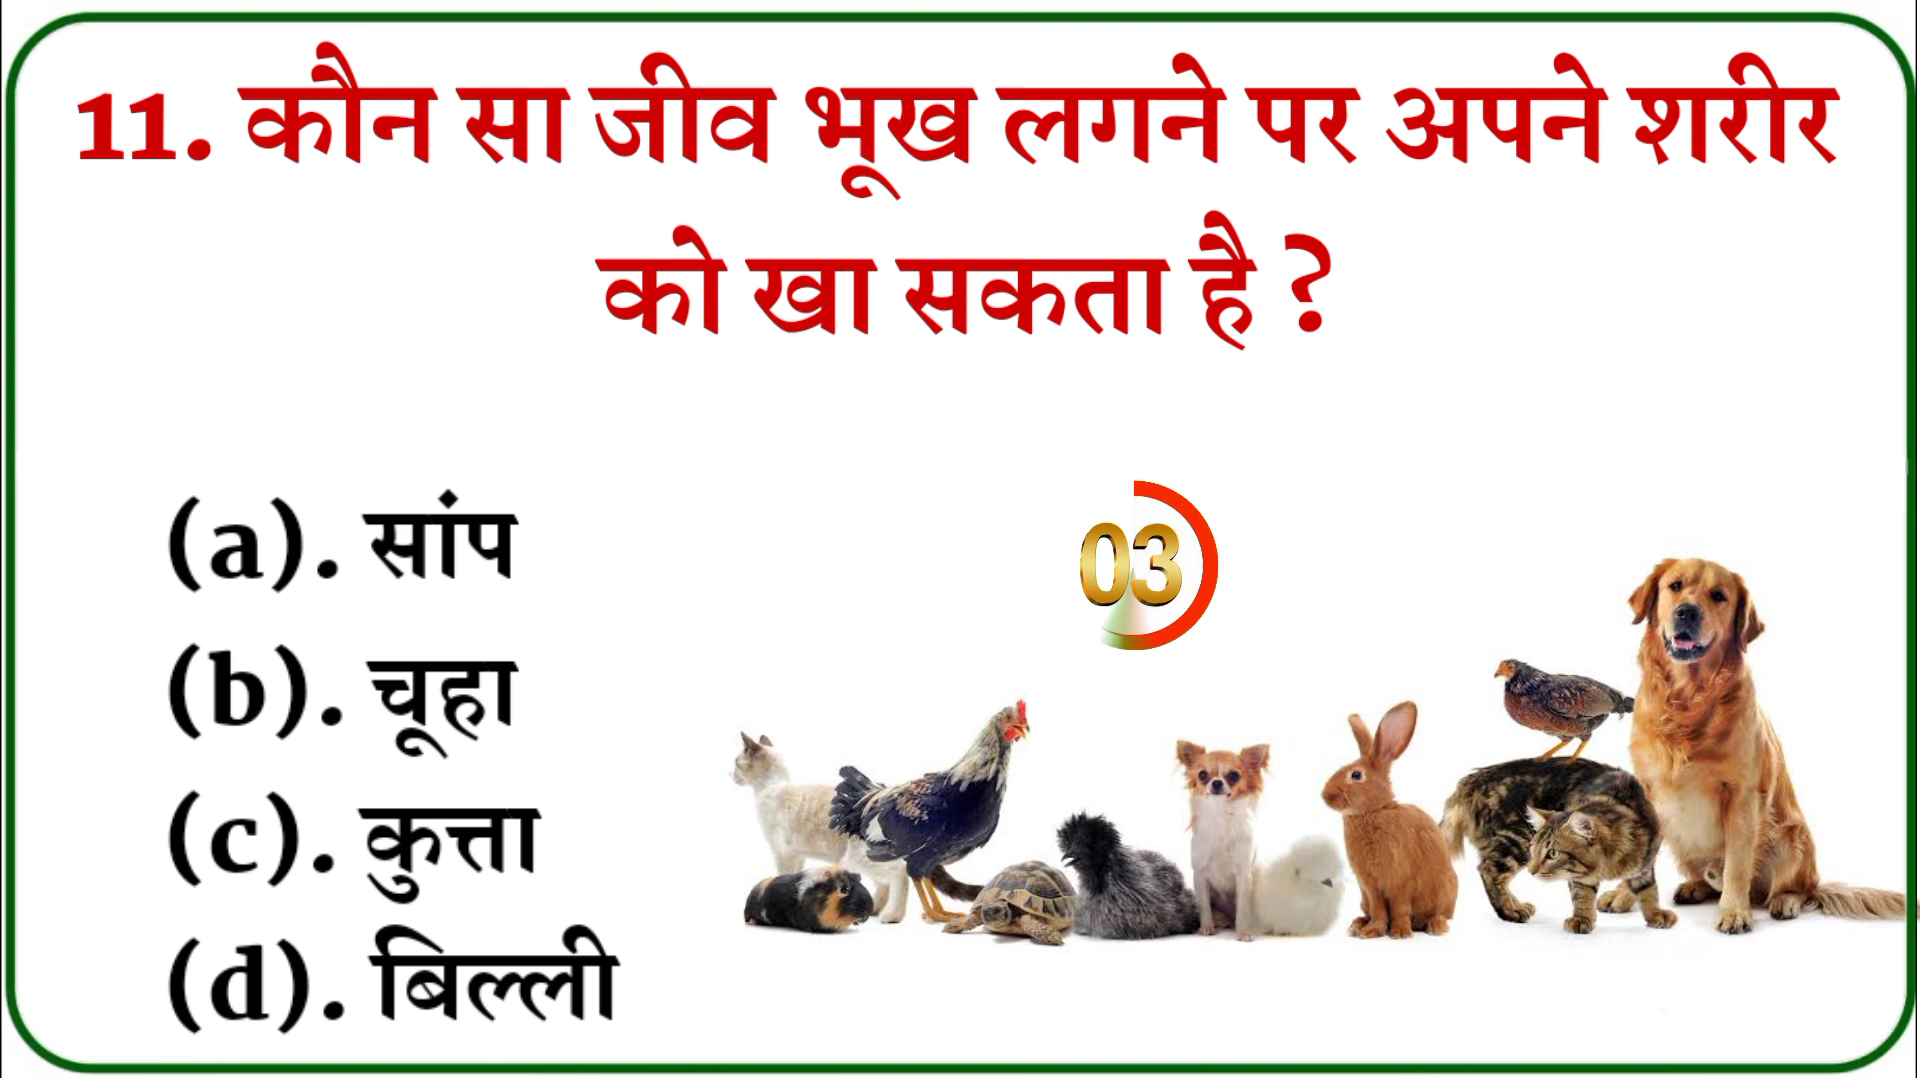 11. कौन सा जीव भूख लगने पर अपने शरीर
को खा सकता है ?
(a). सांप
03
(b). चूहा
(c). कुत्ता
(d). बिल्ली